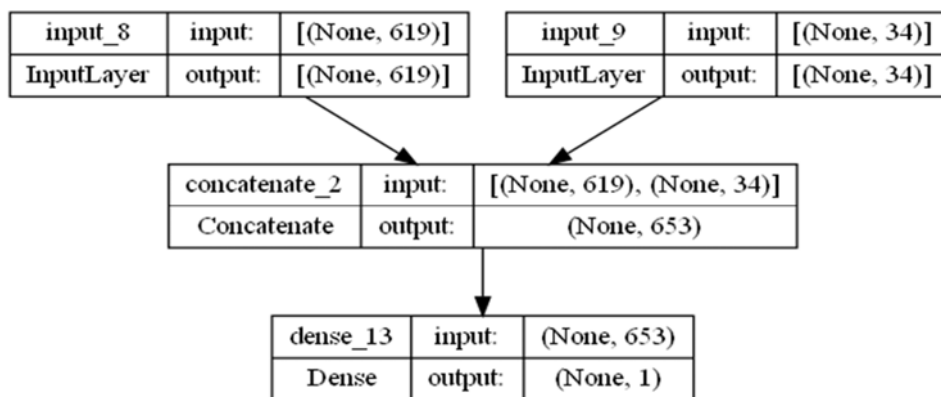 input_8 input: [(None, 619)]
InputLayer output: [(None, 619)]
input_9 input: [(None, 34)]
InputLayer output: [(None, 34)]
concatenate_2 input: [(None, 619), (None, 34)]
Concatenate output: (None, 653)
dense_13 input: (None, 653)
Dense output: (None, 1)